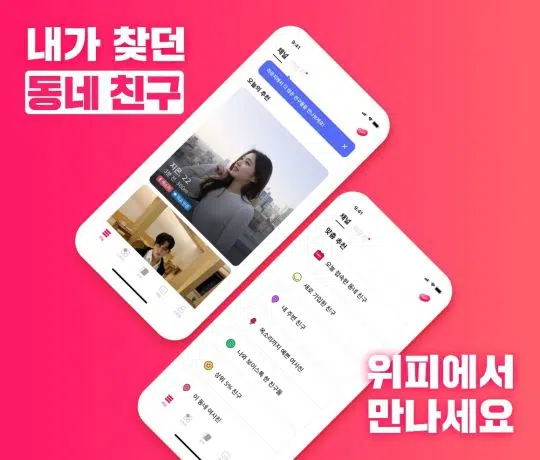 내가 찾던
동네 친구
9:41
채널
오늘의 추천
지은, 22
9:41
채널
맞춤 추천
오늘 접속한 동네 친구
새로 가입한 친구
내 주변 친구
목소리까지 예쁜 여사친
나와 보이스톡 한 친구들
상위 5% 친구
이 동네 여사친
위피에서
만나세요